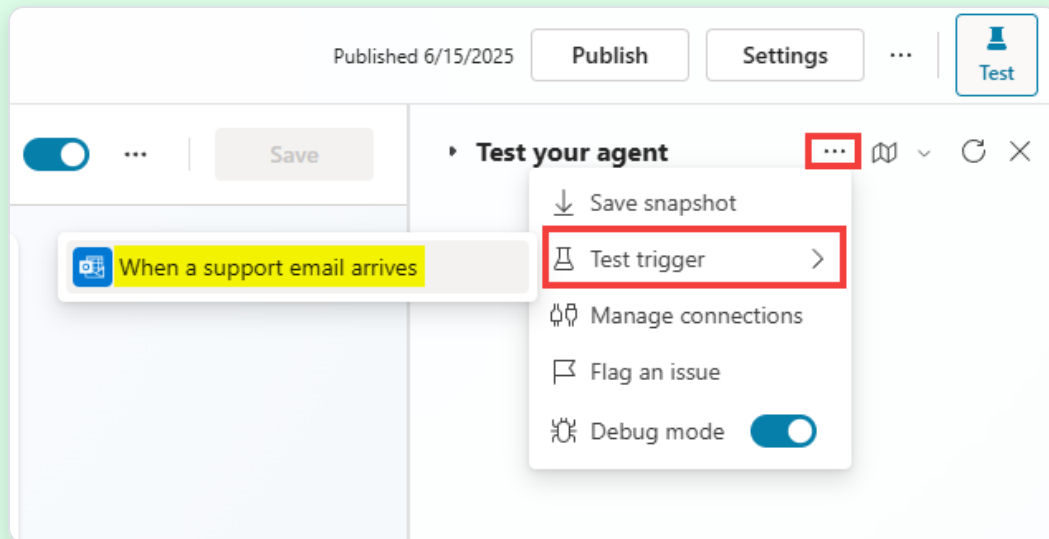 Published 6/15/2025
Publish
Settings
...
Test
...
Save
Test your agent
...
Save snapshot
When a support email arrives
Test trigger
Manage connections
Flag an issue
Debug mode